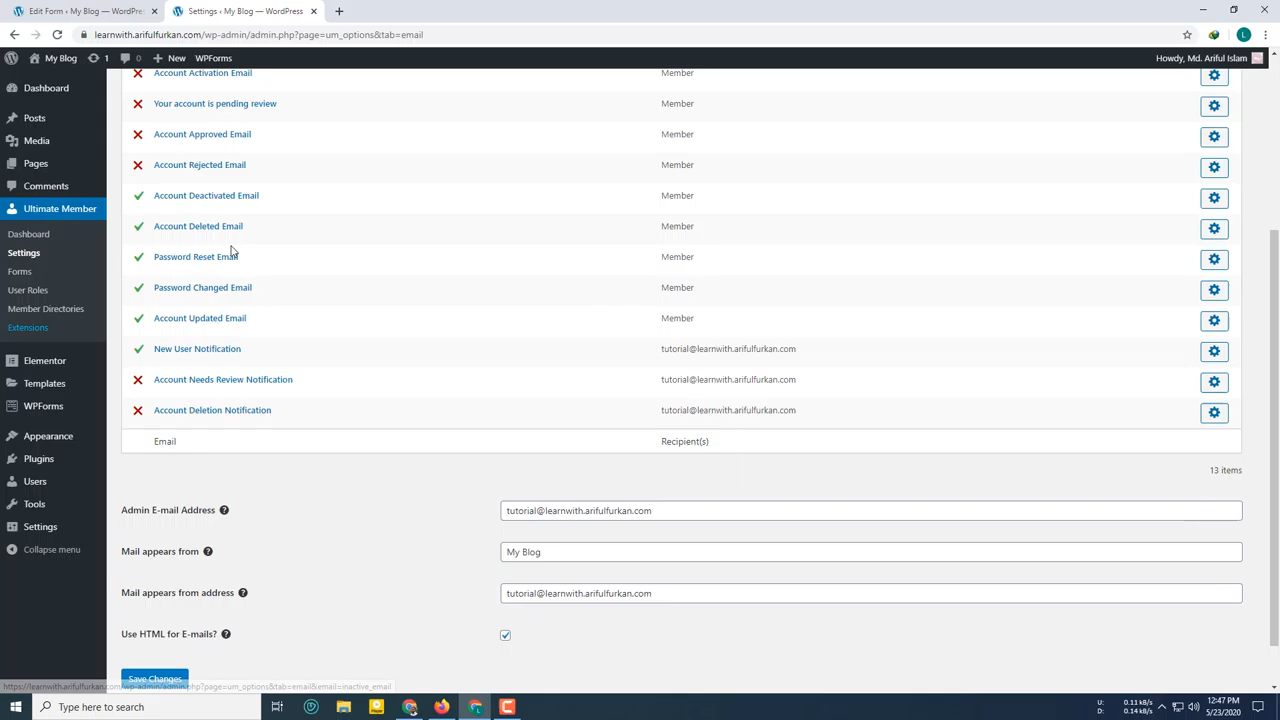 Edit Form ‹ My Blog — WordPres
Settings ‹ My Blog — WordPress
learnwith.arifulfurkan.com/wp-admin/admin.php?page=um_options&tab=email
L
My Blog
1
0
New
WPForms
Howdy, Md. Ariful Islam
Dashboard
Posts
Media
Pages
Comments
Ultimate Member
Dashboard
Settings
Forms
User Roles
Member Directories
Extensions
Elementor
Templates
WPForms
Appearance
Plugins
Users
Tools
Settings
Collapse menu
Account Activation Email Member
Your account is pending review Member
Account Approved Email Member
Account Rejected Email Member
Account Deactivated Email Member
Account Deleted Email Member
Password Reset Email Member
Password Changed Email Member
Account Updated Email Member
New User Notification tutorial@learnwith.arifulfurkan.com
Account Needs Review Notification tutorial@learnwith.arifulfurkan.com
Account Deletion Notification tutorial@learnwith.arifulfurkan.com
Email Recipient(s)
13 items
Admin E-mail Address tutorial@learnwith.arifulfurkan.com
Mail appears from My Blog
Mail appears from address tutorial@learnwith.arifulfurkan.com
Use HTML for E-mails?
Save Changes
https://learnwith.arifulfurkan.com/wp-admin/admin.php?page=um_options&tab=email&email=inactive_email
Type here to search
U: 0.11 kB/s
D: 0.14 kB/s
12:47 PM
5/23/2020